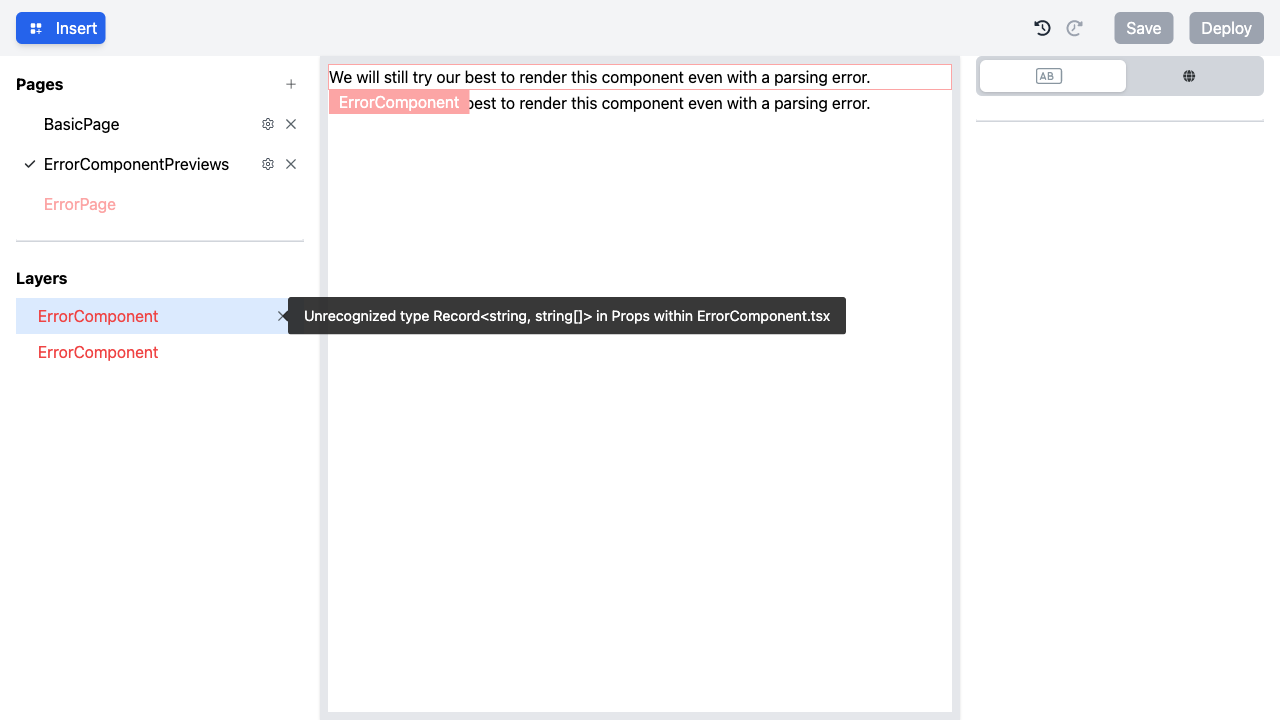 Insert
Save
Deploy
Pages
BasicPage
ErrorComponentPreviews
ErrorPage
Layers
ErrorComponent
ErrorComponent
We will still try our best to render this component even with a parsing error.
ErrorComponent
best to render this component even with a parsing error.
Unrecognized type Record<string, string[]> in Props within ErrorComponent.tsx
AB